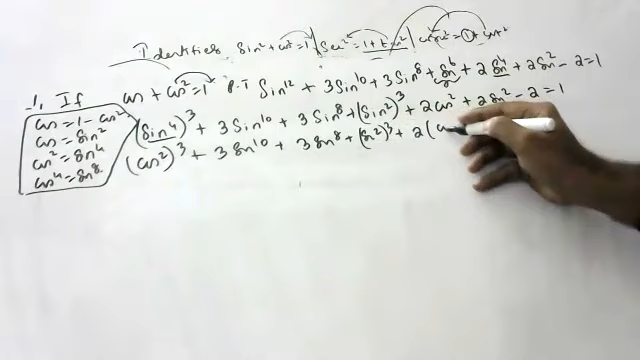 Identities sin² + cos² = 1 | sec² = 1 + tan² | cosec² = 1 + cot²
1. If cos + cos² = 1 P.T sin¹² + 3sin¹⁰ + 3sin⁸ + sin⁶ + 2sin⁴ + 2sin² - 2 = 1
cos = 1 - cos²
cos = sin²
cos² = sin⁴
cos⁴ = sin⁸
(sin⁴)³ + 3sin¹⁰ + 3sin⁸ + (sin²)³ + 2cos² + 2sin² - 2 = 1
(cos²)³ + 3sin¹⁰ + 3sin⁸ + (sin²)³ + 2(